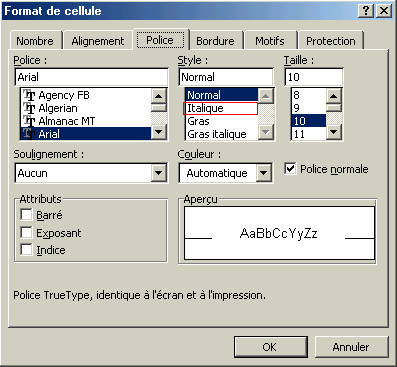 Format de cellule
Nombre Alignement Police Bordure Motifs Protection
Police : Style : Taille :
Arial Normal 10
Agency FB Normal 8
Algerian Italique 9
Almanac MT Gras 10
Arial Gras italique 11
Soulignement : Couleur :
Aucun Automatique Police normale
Attributs Aperçu
Barré
Exposant AaBbCcYyZz
Indice
Police TrueType, identique à l'écran et à l'impression.
OK Annuler